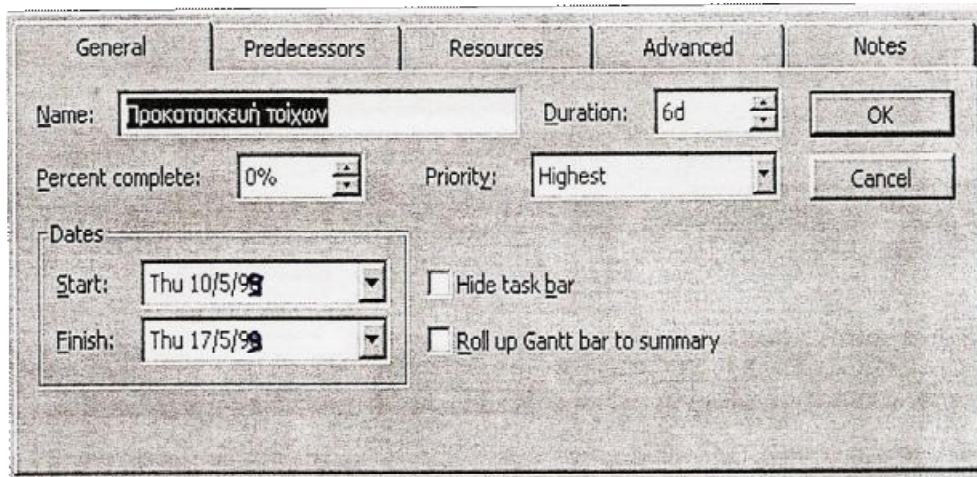 General Predecessors Resources Advanced Notes
Name: Προκατασκευή τοίχων Duration: 6d OK
Percent complete: 0% Priority: Highest Cancel
Dates
Start: Thu 10/5/99 Hide task bar
Finish: Thu 17/5/99 Roll up Gantt bar to summary